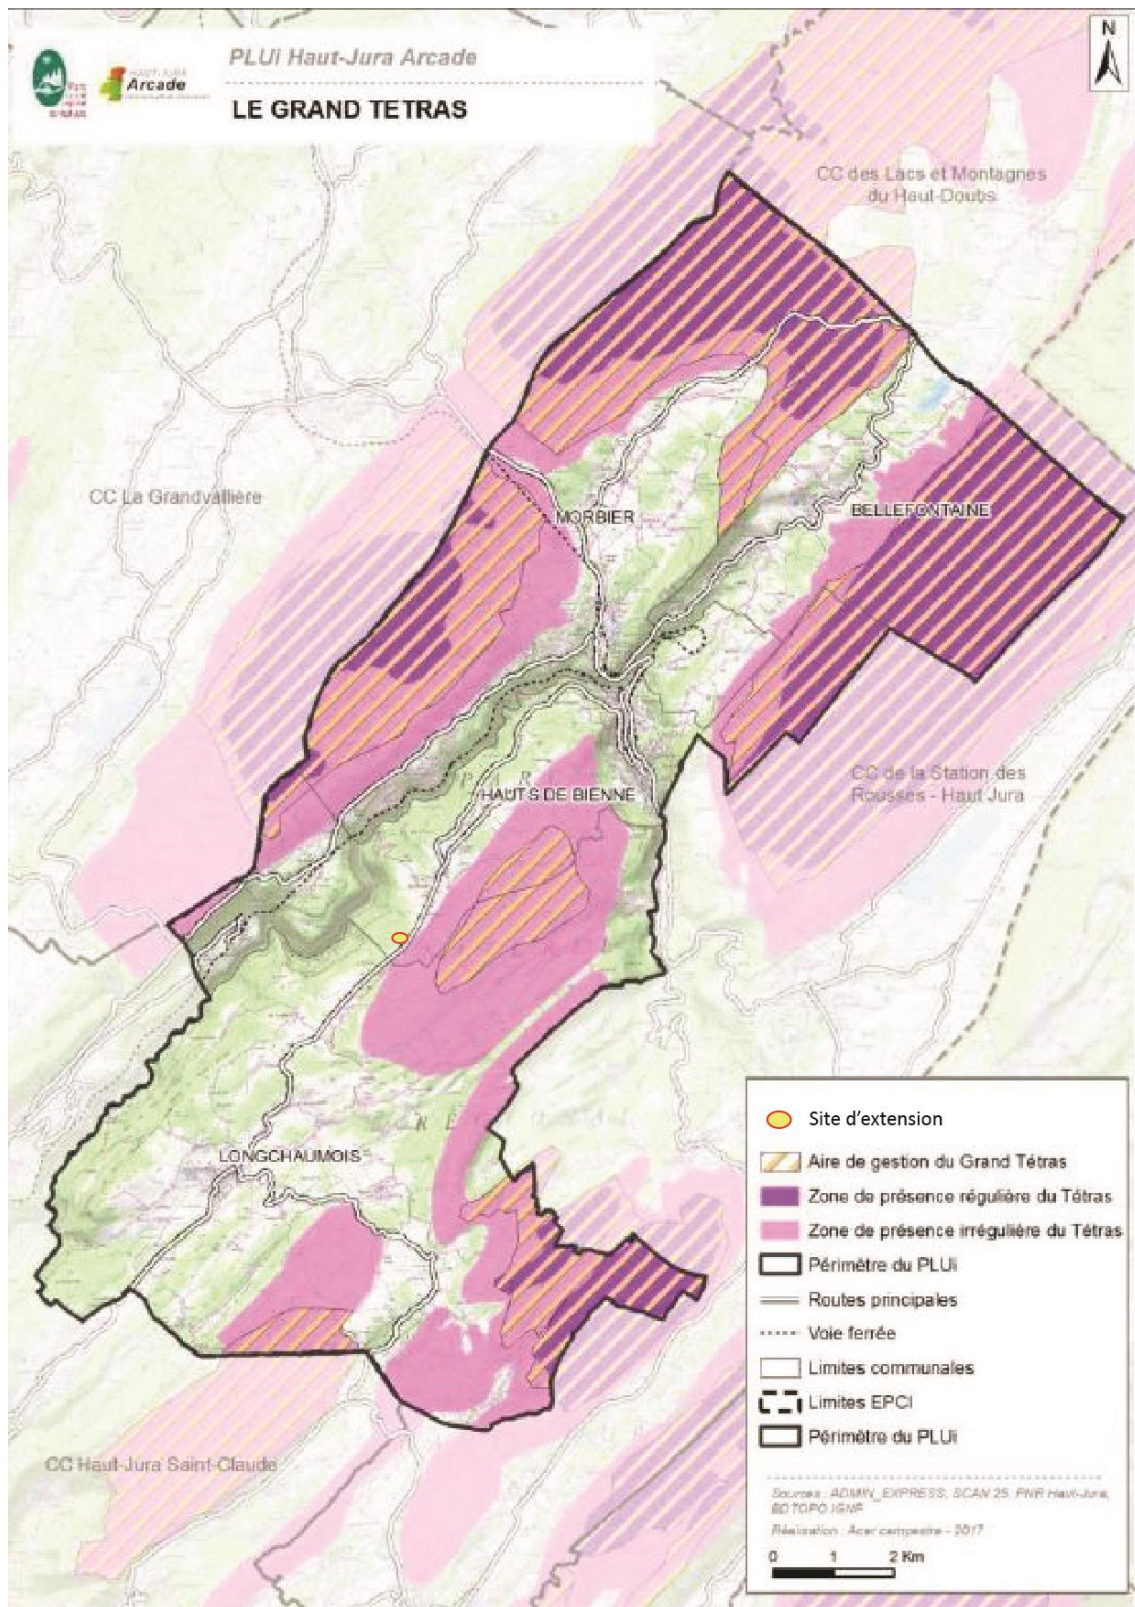 PLUi Haut-Jura Arcade
HAUT-JURA
Arcade
LE GRAND TETRAS
N
CC des Lacs et Montagnes
du Haut-Doubs
CC La Grandvallière
MORBIER
BELLEFONTAINE
CC de la Station des
Rousses - Haut Jura
PARC
HAUTS DE BIENNE
LONGCHAUMOIS
CC Haut-Jura Saint-Claude
Site d'extension
Aire de gestion du Grand Tétras
Zone de présence régulière du Tétras
Zone de présence irrégulière du Tétras
Périmètre du PLUi
Routes principales
Voie ferrée
Limites communales
Limites EPCI
Périmètre du PLUi
Sources : ADMIN_EXPRESS, SCAN 25, PNR Haut-Jura,
BDTOPO IGNF
Réalisation : Acer campestre - 2017
0 1 2 Km